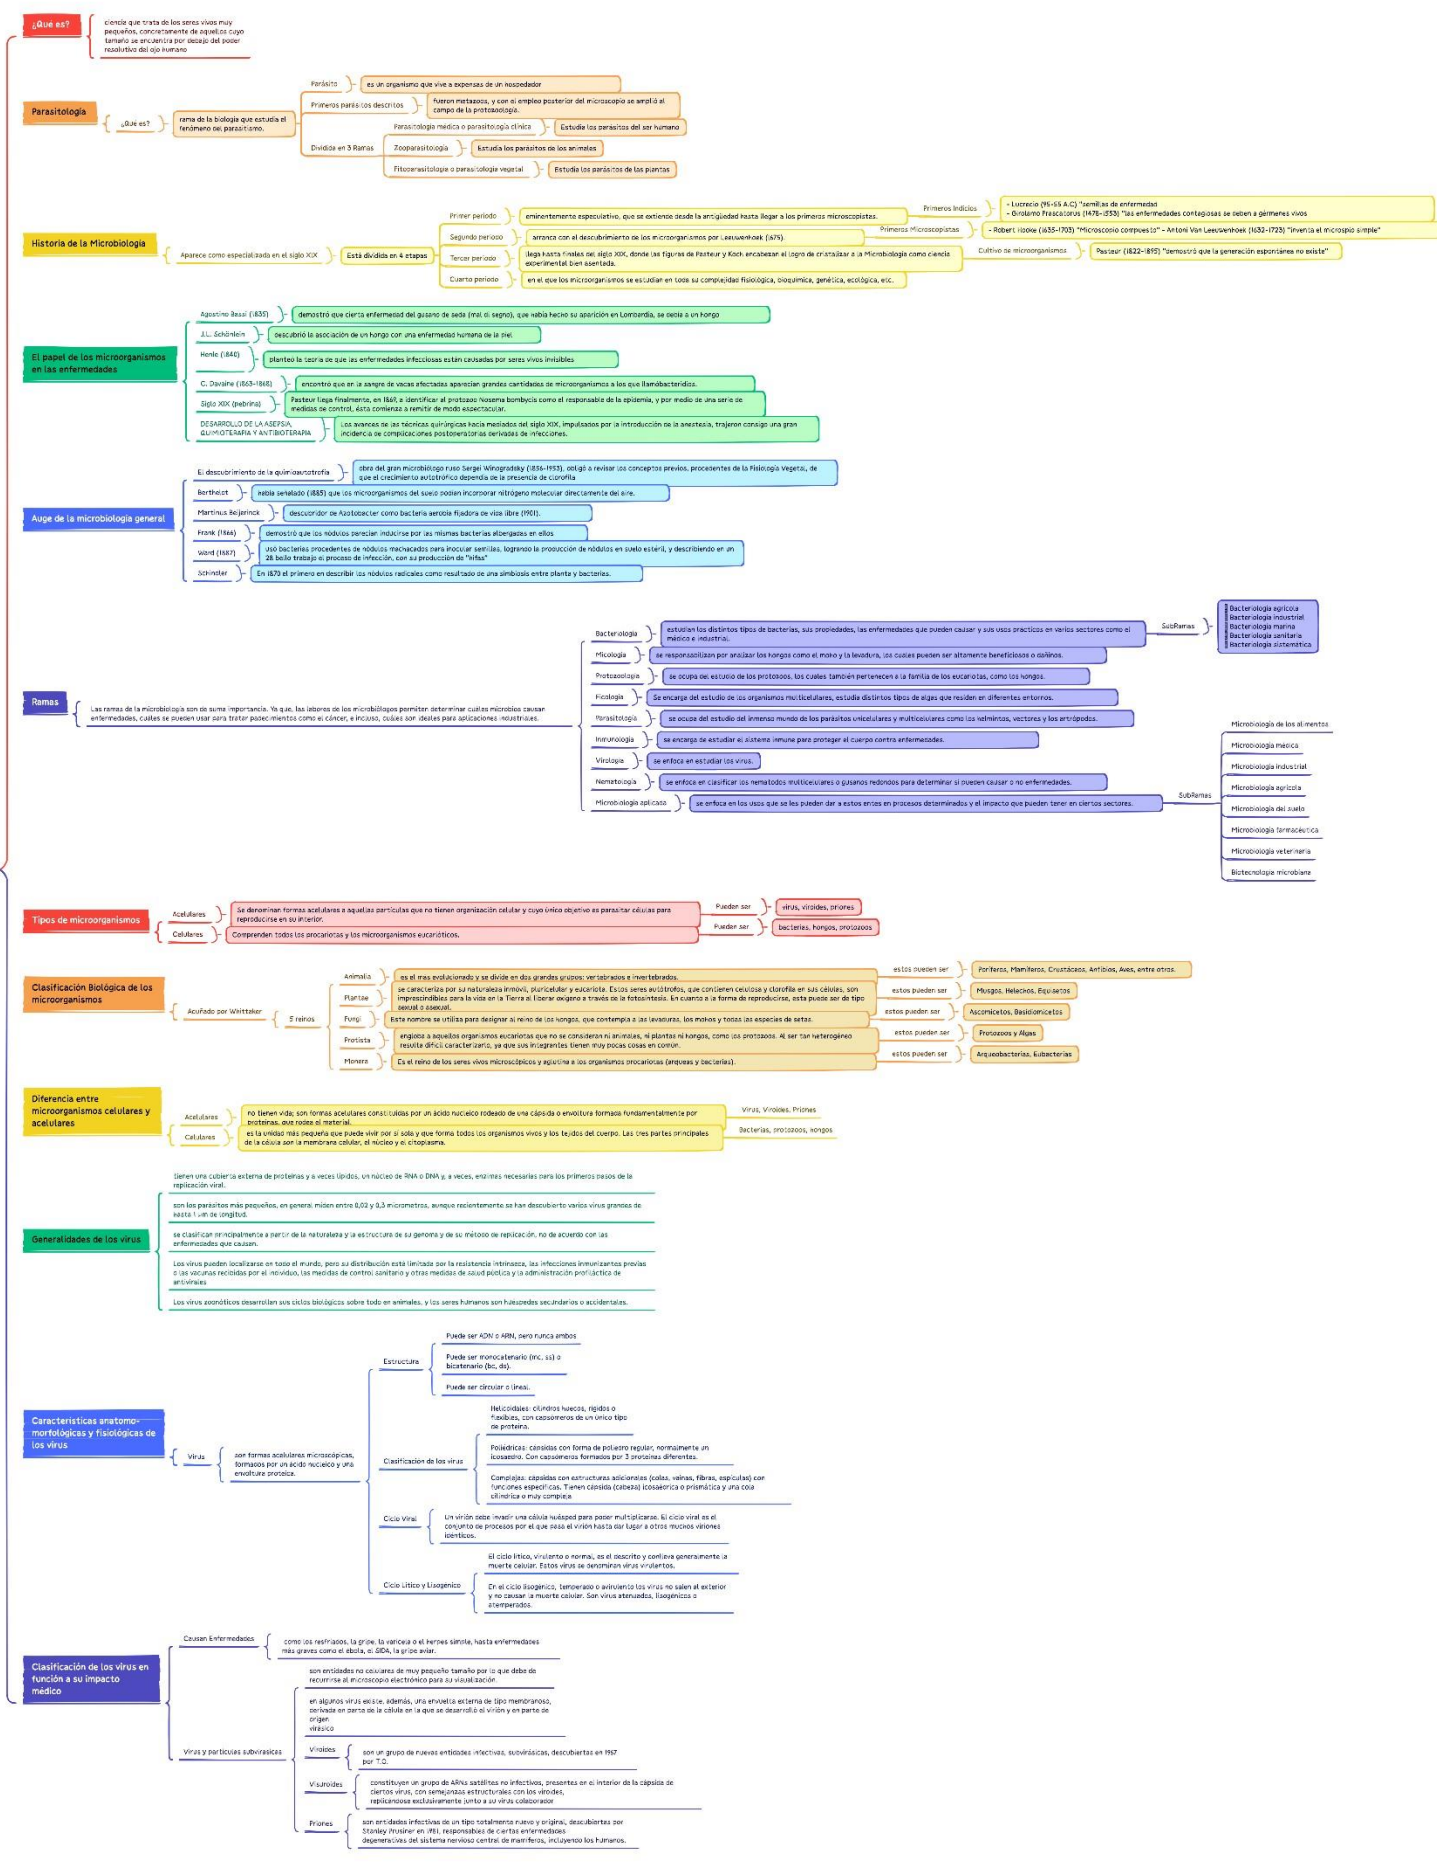 ¿Qué es?
ciencia que trata de los seres vivos muy
pequeños, concretamente de aquellos cuyo
tamaño se encuentra por debajo del poder
resolutivo del ojo humano
Parasitología
¿Qué es?
rama de la biología que estudia el
fenómeno del parasitismo.
Parásito
es un organismo que vive a expensas de un hospedador
Primeros parásitos descritos
fueron metazoos, y con el empleo posterior del microscopio se amplió al
campo de la protozoología.
Dividida en 3 Ramas
Parasitología médica o parasitología clínica
Estudia los parásitos del ser humano
Zooparasitología
Estudia los parásitos de los animales
Fitoparasitología o parasitología vegetal
Estudia los parásitos de las plantas
Historia de la Microbiología
Aparece como especializada en el siglo XIX
Está dividida en 4 etapas
Primer periodo
eminentemente especulativo, que se extiende desde la antigüedad hasta llegar a los primeros microscopistas.
Primeros Indicios
- Lucrecio (95-55 A.C) "semillas de enfermedad
- Girolamo Frascatorus (1478-1553) "las enfermedades contagiosas se deben a gérmenes vivos
Segundo periodo
arranca con el descubrimiento de los microorganismos por Leeuwenhoek (1675).
Primeros Microscopistas
- Robert Hooke (1635-1703) "Microscopio compuesto" - Antoni Van Leeuwenhoek (1632-1723) "inventa el microspio simple"
Tercer periodo
llega hasta finales del siglo XIX, donde las figuras de Pasteur y Koch encabezan el logro de cristalizar a la Microbiología como ciencia
experimental bien asentada.
Cultivo de microorganismos
Pasteur (1822-1895) "demostró que la generación espontánea no existe"
Cuarto periodo
en el que los microorganismos se estudian en toda su complejidad fisiológica, bioquímica, genética, ecológica, etc.
El papel de los microorganismos
en las enfermedades
Agostino Bassi (1835)
demostró que cierta enfermedad del gusano de seda (mal di segno), que había hecho su aparición en Lombardía, se debía a un hongo
J.L. Schönlein
descubrió la asociación de un hongo con una enfermedad humana de la piel
Henle (1840)
planteó la teoría de que las enfermedades infecciosas están causadas por seres vivos invisibles
C. Davaine (1863-1868)
encontró que en la sangre de vacas afectadas aparecían grandes cantidades de microorganismos a los que llamóbacteridias.
Siglo XIX (pebrina)
Pasteur llega finalmente, en 1869, a identificar al protozoo Nosema bombycis como el responsable de la epidemia, y por medio de una serie de
medidas de control, ésta comienza a remitir de modo espectacular.
DESARROLLO DE LA ASEPSIA,
QUIMIOTERAPIA Y ANTIBIOTERAPIA
Los avances de las técnicas quirúrgicas hacia mediados del siglo XIX, impulsados por la introducción de la anestesia, trajeron consigo una gran
incidencia de complicaciones postoperatorias derivadas de infecciones.
Auge de la microbiología general
El descubrimiento de la quimioautotrofía
obra del gran microbiólogo ruso Sergei Winogradsky (1856-1953), obligó a revisar los conceptos previos, procedentes de la Fisiología Vegetal, de
que el crecimiento autotrófico dependía de la presencia de clorofila
Berthelot
había señalado (1885) que los microorganismos del suelo podían incorporar nitrógeno molecular directamente del aire.
Martinus Beijerinck
descubridor de Azotobacter como bacteria aerobia fijadora de vida libre (1901).
Frank (1866)
demostró que los nódulos parecían inducirse por las mismas bacterias albergadas en ellos
Ward (1887)
usó bacterias procedentes de nódulos machacados para inocular semillas, logrando la producción de nódulos en suelo estéril, y describiendo en un
28 bello trabajo el proceso de infección, con su producción de "hifas"
Schindler
En 1870 el primero en describir los nódulos radicales como resultado de una simbiosis entre planta y bacterias.
Ramas
Las ramas de la microbiología son de suma importancia. Ya que, las labores de los microbiólogos permiten determinar cuáles microbios causan
enfermedades, cuáles se pueden usar para tratar padecimientos como el cáncer, e incluso, cuáles son ideales para aplicaciones industriales.
Bacteriología
estudian los distintos tipos de bacterias, sus propiedades, las enfermedades que pueden causar y sus usos practicos en varios sectores como el
médico e industrial.
SubRamas
Bacteriología agrícola
Bacteriología industrial
Bacteriología marina
Bacteriología sanitaria
Bacteriología sistemática
Micología
se responsabilizan por analizar los hongos como el moho y la levadura, los cuales pueden ser altamente beneficiosos o dañinos.
Protozoología
se ocupa del estudio de los protozoos, los cuales también pertenecen a la familia de los eucariotas, como los hongos.
Ficología
Se encarga del estudio de los organismos multicelulares, estudia distintos tipos de algas que residen en diferentes entornos.
Parasitología
se ocupa del estudio del inmenso mundo de los parásitos unicelulares y multicelulares como los helmintos, vectores y los artrópodos.
Inmunología
se encarga de estudiar el sistema inmune para proteger el cuerpo contra enfermedades.
Virología
se enfoca en estudiar los virus.
Nematología
se enfoca en clasificar los nematodos multicelulares o gusanos redondos para determinar si pueden causar o no enfermedades.
Microbiología aplicada
se enfoca en los usos que se les pueden dar a estos entes en procesos determinados y el impacto que pueden tener en ciertos sectores.
SubRamas
Microbiología de los alimentos
Microbiología médica
Microbiología industrial
Microbiología agrícola
Microbiología del suelo
Microbiología farmacéutica
Microbiología veterinaria
Biotecnología microbiana
Tipos de microorganismos
Acelulares
Se denominan formas acelulares a aquellas partículas que no tienen organización celular y cuyo único objetivo es parasitar células para
reproducirse en su interior.
Pueden ser
virus, viroides, priones
Celulares
Comprenden todos los procariotas y los microorganismos eucarióticos.
Pueden ser
bacterias, hongos, protozoos
Clasificación Biológica de los
microorganismos
Acuñado por Whittaker
5 reinos
Animalia
es el mas evolucionado y se divide en dos grandes grupos: vertebrados e invertebrados.
estos pueden ser
Poríferos, Mamíferos, Crustáceos, Anfibios, Aves, entre otros.
Plantae
se caracteriza por su naturaleza inmóvil, pluricelular y eucariota. Estos seres autótrofos, que contienen celulosa y clorofila en sus células, son
imprescindibles para la vida en la Tierra al liberar oxígeno a través de la fotosíntesis. En cuanto a la forma de reproducirse, esta puede ser de tipo
sexual o asexual.
estos pueden ser
Musgos, Helechos, Equisetos
Fungi
Este nombre se utiliza para designar al reino de los hongos, que contempla a las levaduras, los mohos y todas las especies de setas.
estos pueden ser
Ascomicetos, Basidiomicetos
Protista
engloba a aquellos organismos eucariotas que no se consideran ni animales, ni plantas ni hongos, como los protozoos. Al ser tan heterogéneo
resulta difícil caracterizarlo, ya que sus integrantes tienen muy pocas cosas en común.
estos pueden ser
Protozoos y Algas
Monera
Es el reino de los seres vivos microscópicos y aglutina a los organismos procariotas (arqueas y bacterias).
estos pueden ser
Arqueobacterias, Eubacterias
Diferencia entre
microorganismos celulares y
acelulares
Acelulares
no tienen vida; son formas acelulares constituidas por un ácido nucleico rodeado de una cápsida o envoltura formada fundamentalmente por
proteínas, que rodea el material.
Virus, Viroides, Priones
Celulares
es la unidad más pequeña que puede vivir por sí sola y que forma todos los organismos vivos y los tejidos del cuerpo. Las tres partes principales
de la célula son la membrana celular, el núcleo y el citoplasma.
Bacterias, protozoos, hongos
Generalidades de los virus
tienen una cubierta externa de proteínas y a veces lípidos, un núcleo de RNA o DNA y, a veces, enzimas necesarias para los primeros pasos de la
replicación viral.
son los parásitos más pequeños, en general miden entre 0,02 y 0,3 micrometros, aunque recientemente se han descubierto varios virus grandes de
hasta 1 µm de longitud.
se clasifican principalmente a partir de la naturaleza y la estructura de su genoma y de su método de replicación, no de acuerdo con las
enfermedades que causan.
Los virus pueden localizarse en todo el mundo, pero su distribución está limitada por la resistencia intrínseca, las infecciones inmunizantes previas
o las vacunas recibidas por el individuo, las medidas de control sanitario y otras medidas de salud pública y la administración profiláctica de
antivirales
Los virus zoonóticos desarrollan sus ciclos biológicos sobre todo en animales, y los seres humanos son huéspedes secundarios o accidentales.
Características anatomo-
morfológicas y fisiológicas de
los virus
Virus
son formas acelulares microscópicas,
formados por un ácido nucleico y una
envoltura proteica.
Estructura
Puede ser ADN o ARN, pero nunca ambos
Puede ser monocatenario (mc, ss) o
bicatenario (bc, ds).
Puede ser circular o lineal.
Clasificación de los virus
Helicoidales: cilindros huecos, rígidos o
flexibles, con capsómeros de un único tipo
de proteína.
Poliédricas: cápsidas con forma de poliedro regular, normalmente un
icosaedro. Con capsómeros formados por 3 proteínas diferentes.
Complejas: cápsidas con estructuras adicionales (colas, vainas, fibras, espículas) con
funciones específicas. Tienen cápsida (cabeza) icosaédrica o prismática y una cola
cilíndrica o muy compleja
Ciclo Viral
Un virión debe invadir una célula huésped para poder multiplicarse. El ciclo viral es el
conjunto de procesos por el que pasa el virión hasta dar lugar a otros muchos viriones
idénticos.
Ciclo Lítico y Lisogénico
El ciclo lítico, virulento o normal, es el descrito y conlleva generalmente la
muerte celular. Estos virus se denominan virus virulentos.
En el ciclo lisogénico, temperado o avirulento los virus no salen al exterior
y no causan la muerte celular. Son virus atenuados, lisogénicos o
atemperados.
Clasificación de los virus en
función a su impacto
médico
Causan Enfermedades
como los resfriados, la gripe, la varicela o el herpes simple, hasta enfermedades
más graves como el ébola, el SIDA, la gripe aviar.
Virus y partículas subvirásicas
son entidades no celulares de muy pequeño tamaño por lo que debe de
recurrirse al microscopio electrónico para su visualización.
en algunos virus existe, además, una envuelta externa de tipo membranoso,
derivada en parte de la célula en la que se desarrolló el virión y en parte de
origen
virásico
Viroides
son un grupo de nuevas entidades infectivas, subvirásicas, descubiertas en 1967
por T.O.
Visuroides
constituyen un grupo de ARNs satélites no infectivos, presentes en el interior de la cápsida de
ciertos virus, con semejanzas estructurales con los viroides,
replicándose exclusivamente junto a su virus colaborador
Priones
son entidades infectivas de un tipo totalmente nuevo y original, descubiertas por
Stanley Prusiner en 1981, responsables de ciertas enfermedades
degenerativas del sistema nervioso central de mamíferos, incluyendo los humanos.